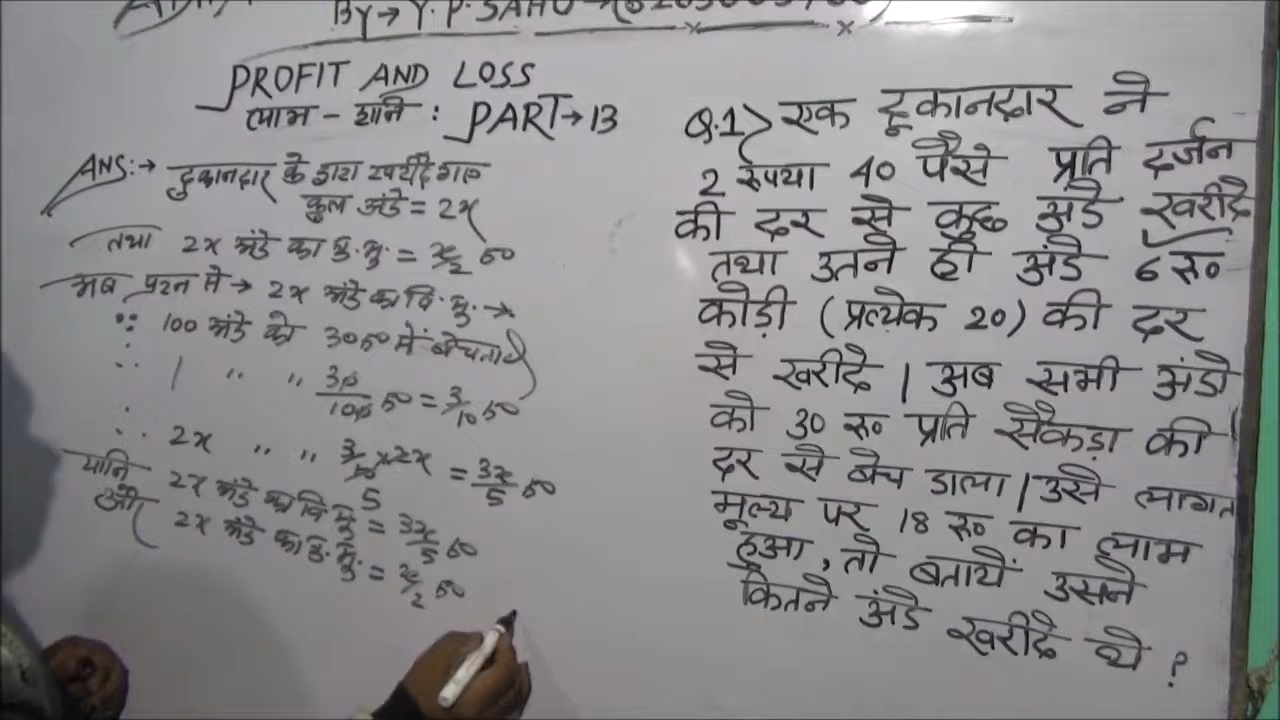 By → Y. P. SAHU →
PROFIT AND LOSS
लाभ - हानि : PART → 13
ANS: → दुकानदार के द्वारा खरीदे गए
कुल अंडे = 2x
तथा 2x अंडे का क्र. मु. = x/2 रु०
अब प्रश्न में → 2x अंडे का वि. मु. →
∵ 100 अंडे को 30 रु० में बेचता है
∴ 1 " " 30/100 रु० = 3/10 रु०
∴ 2x " " 3/10 × 2x = 3x/5 रु०
5
यानि 2x अंडे का वि. मु. = 3x/5 रु०
और 2x अंडे का क्र. मु. = x/2 रु०
Q.1> एक दूकानदार ने
2 रुपया 40 पैसे प्रति दर्जन
की दर से कुछ अंडे खरीदे
तथा उतने ही अंडे 6 रु०
कोड़ी (प्रत्येक 20) की दर
से खरीदे | अब सभी अंडो
को 30 रु० प्रति सैकड़ा की
दर से बेच डाला | उसे लागत
मूल्य पर 18 रु० का लाभ
हुआ, तो बतायें उसने
कितने अंडे खरीदे थे ?